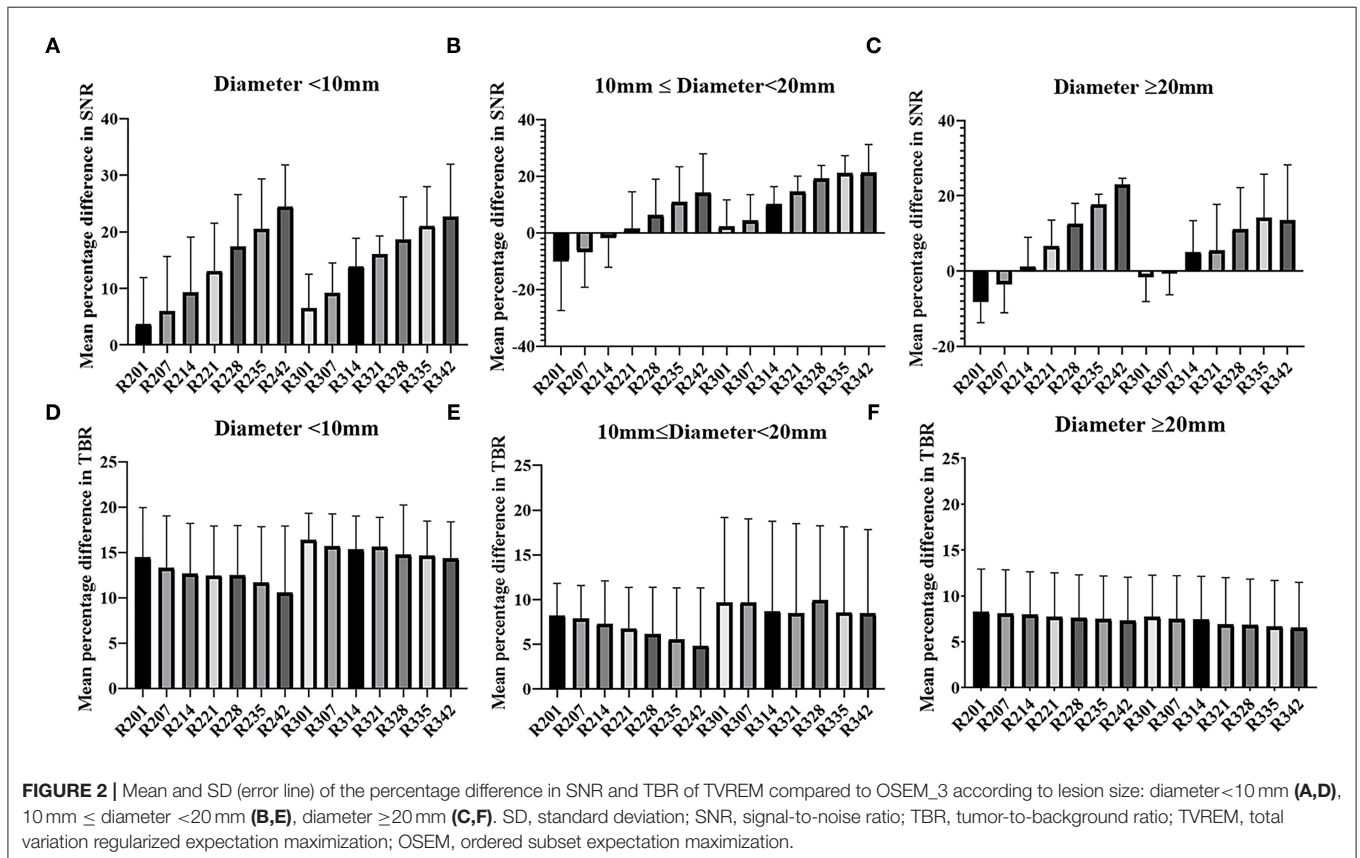 A
Diameter <10mm
Mean percentage difference in SNR
40
30
20
10
0
R201 R207 R214 R221 R228 R235 R242 R301 R307 R314 R321 R328 R335 R342
B
10mm ≤ Diameter<20mm
Mean percentage difference in SNR
40
20
0
-20
-40
R201 R207 R214 R221 R228 R235 R242 R301 R307 R314 R321 R328 R335 R342
C
Diameter ≥20mm
Mean percentage difference in SNR
40
20
0
-20
R201 R207 R214 R221 R228 R235 R242 R301 R307 R314 R321 R328 R335 R342
D
Diameter <10mm
Mean percentage difference in TBR
25
20
15
10
5
0
R201 R207 R214 R221 R228 R235 R242 R301 R307 R314 R321 R328 R335 R342
E
10mm≤Diameter<20mm
Mean percentage difference in TBR
25
20
15
10
5
0
R201 R207 R214 R221 R228 R235 R242 R301 R307 R314 R321 R328 R335 R342
F
Diameter ≥20mm
Mean percentage difference in TBR
25
20
15
10
5
0
R201 R207 R214 R221 R228 R235 R242 R301 R307 R314 R321 R328 R335 R342
FIGURE 2 | Mean and SD (error line) of the percentage difference in SNR and TBR of TVREM compared to OSEM_3 according to lesion size: diameter<10 mm (A,D),
10 mm ≤ diameter <20 mm (B,E), diameter ≥20 mm (C,F). SD, standard deviation; SNR, signal-to-noise ratio; TBR, tumor-to-background ratio; TVREM, total
variation regularized expectation maximization; OSEM, ordered subset expectation maximization.